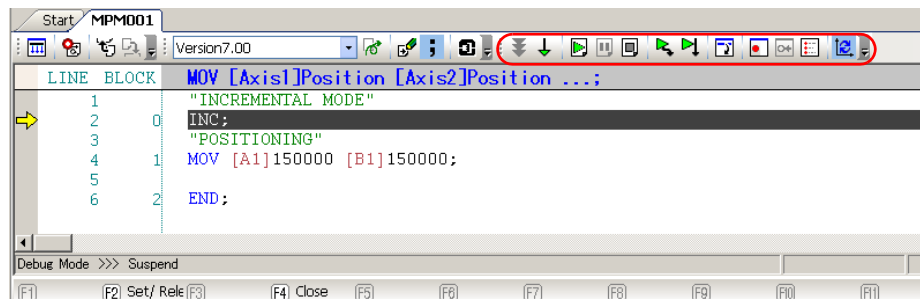 Start MPM001
Version7.00
LINE BLOCK MOV [Axis1]Position [Axis2]Position ...;
1 "INCREMENTAL MODE"
2 0 INC;
3 "POSITIONING"
4 1 MOV [A1]150000 [B1]150000;
5
6 2 END;
Debug Mode >>> Suspend
F1 F2 Set/ Rele F3 F4 Close F5 F6 F7 F8 F9 F10 F11